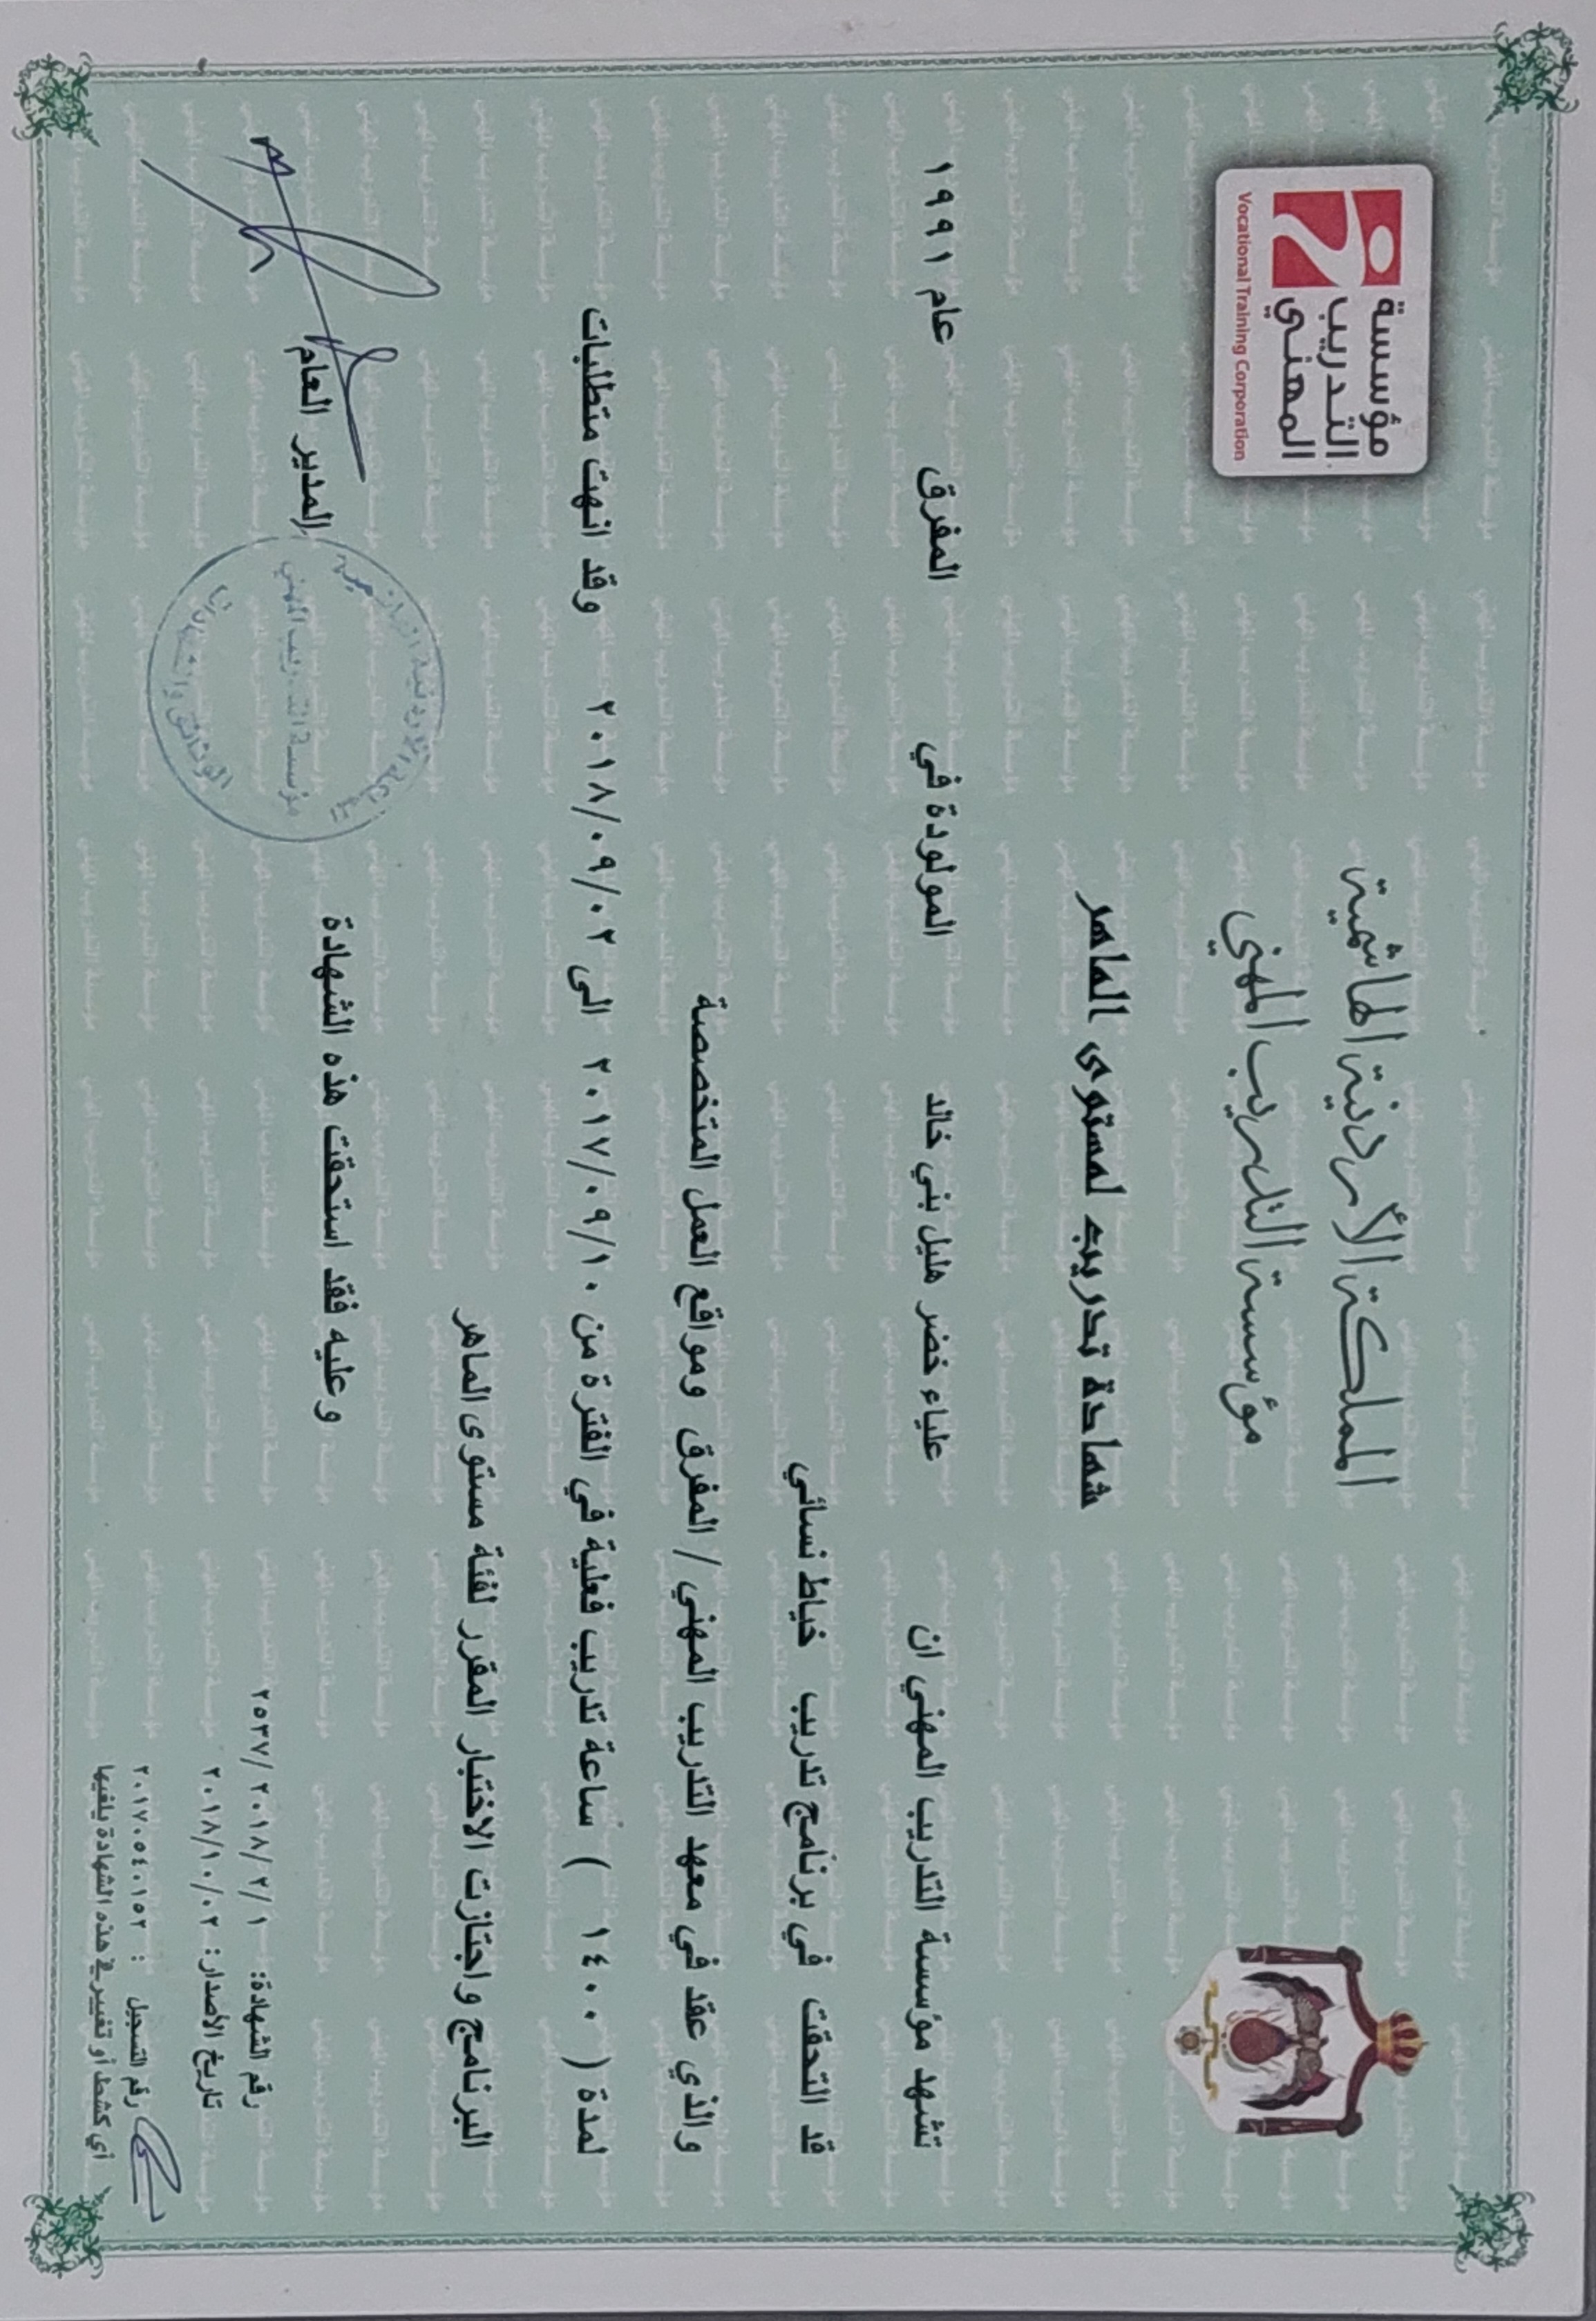 المملكة الأردنية الهاشمية
مؤسسة التدريب المهني
مؤسسة
التدريب
المهني
Vocational Training Corporation
شهادة تدريب لمستوى الماهر
تشهد مؤسسة التدريب المهني ان علياء خضر هليل بني خالد المولودة في المفرق عام ١٩٩١
قد التحقت في برنامج تدريب خياط نسائي
والذي عقد في معهد التدريب المهني / المفرق ومواقع العمل المتخصصة
لمدة ( ١٤٠٠ ) ساعة تدريب فعلية في الفترة من ٢٠١٧/٠٩/١٠ الى ٢٠١٨/٠٩/٠٢ وقد انهت متطلبات
البرنامج واجتازت الاختبار المقرر لفئة مستوى الماهر
وعليه فقد استحقت هذه الشهادة
المدير العام
المملكة الأردنية الهاشمية
مؤسسة التدريب المهني
الوثائق والشهادات
رقم الشهادة: ١ /٢ /٢٠١٨ /٢٥٣٧
تاريخ الأصدار: ٢٠١٨/١٠/٠٢
رقم التسجيل : ٢٠١٧٠٥٤٠١٥٢
أي كشط أو تغيير في هذه الشهادة يلغيها